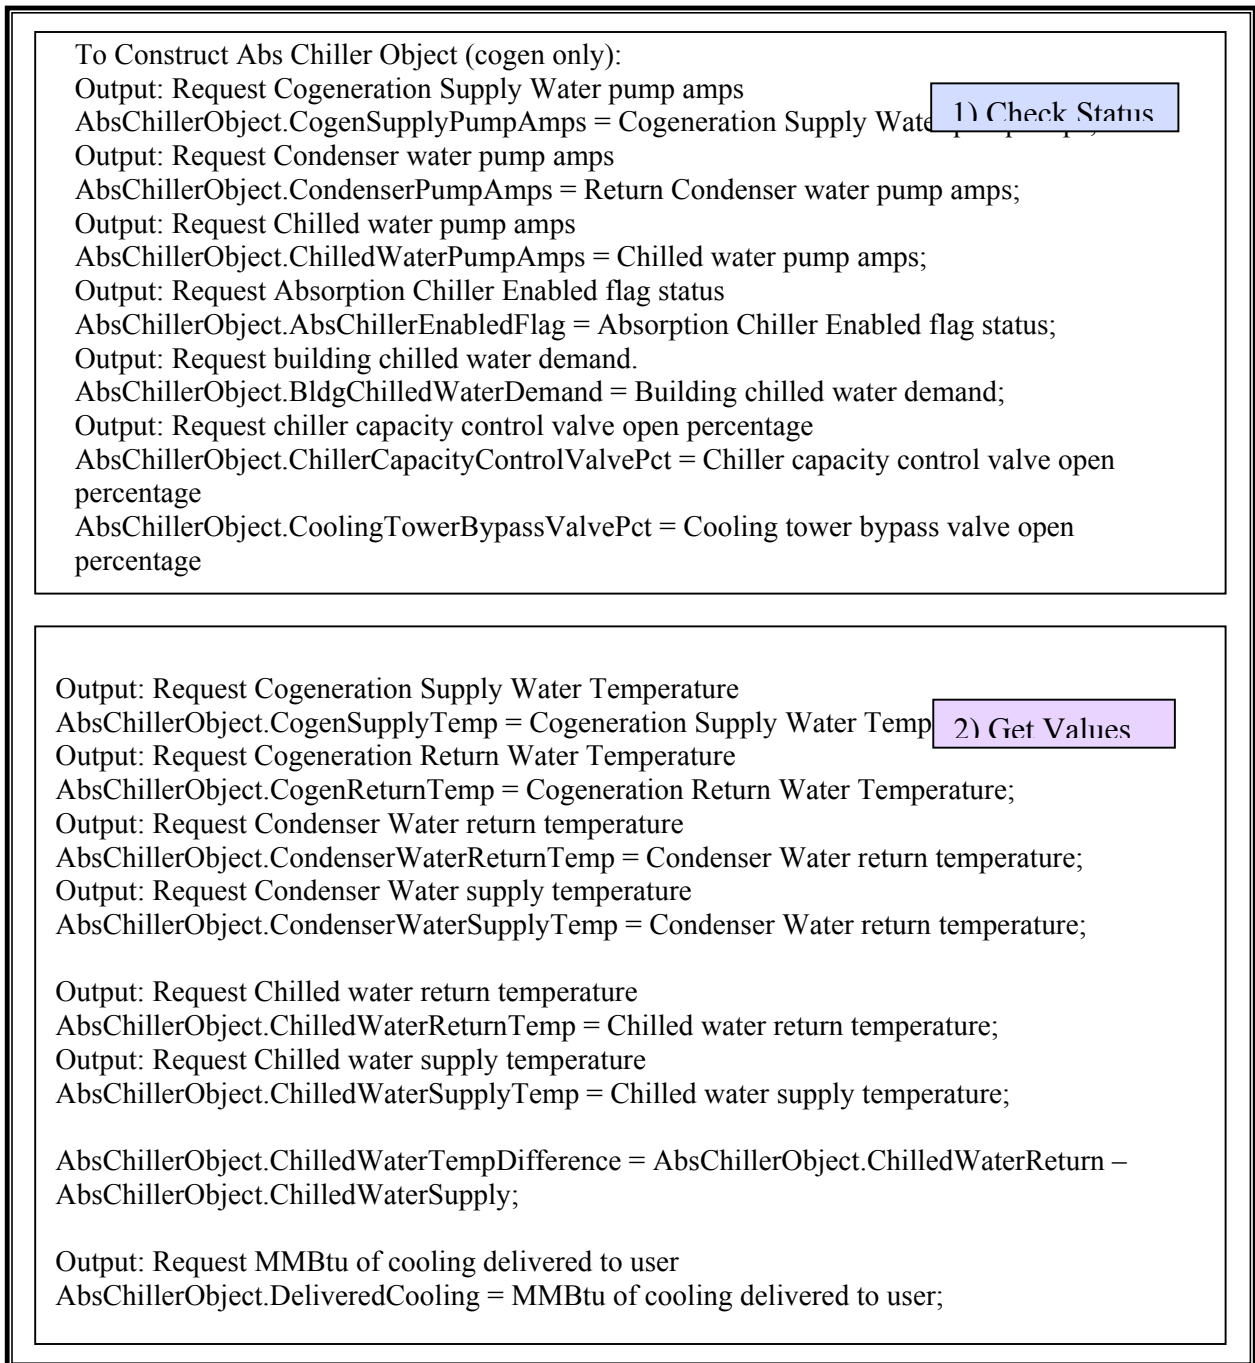 To Construct Abs Chiller Object (cogen only):
Output: Request Cogeneration Supply Water pump amps
AbsChillerObject.CogenSupplyPumpAmps = Cogeneration Supply Wate
1) Check Status
Output: Request Condenser water pump amps
AbsChillerObject.CondenserPumpAmps = Return Condenser water pump amps;
Output: Request Chilled water pump amps
AbsChillerObject.ChilledWaterPumpAmps = Chilled water pump amps;
Output: Request Absorption Chiller Enabled flag status
AbsChillerObject.AbsChillerEnabledFlag = Absorption Chiller Enabled flag status;
Output: Request building chilled water demand.
AbsChillerObject.BldgChilledWaterDemand = Building chilled water demand;
Output: Request chiller capacity control valve open percentage
AbsChillerObject.ChillerCapacityControlValvePct = Chiller capacity control valve open
percentage
AbsChillerObject.CoolingTowerBypassValvePct = Cooling tower bypass valve open
percentage
Output: Request Cogeneration Supply Water Temperature
AbsChillerObject.CogenSupplyTemp = Cogeneration Supply Water Temp
2) Get Values
Output: Request Cogeneration Return Water Temperature
AbsChillerObject.CogenReturnTemp = Cogeneration Return Water Temperature;
Output: Request Condenser Water return temperature
AbsChillerObject.CondenserWaterReturnTemp = Condenser Water return temperature;
Output: Request Condenser Water supply temperature
AbsChillerObject.CondenserWaterSupplyTemp = Condenser Water return temperature;
Output: Request Chilled water return temperature
AbsChillerObject.ChilledWaterReturnTemp = Chilled water return temperature;
Output: Request Chilled water supply temperature
AbsChillerObject.ChilledWaterSupplyTemp = Chilled water supply temperature;
AbsChillerObject.ChilledWaterTempDifference = AbsChillerObject.ChilledWaterReturn –
AbsChillerObject.ChilledWaterSupply;
Output: Request MMBtu of cooling delivered to user
AbsChillerObject.DeliveredCooling = MMBtu of cooling delivered to user;